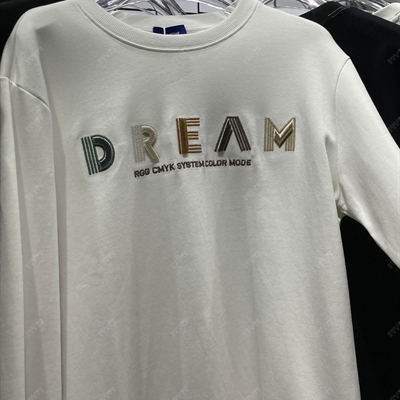 DREAM
RGB CMYK SYSTEM.COLOR MODE